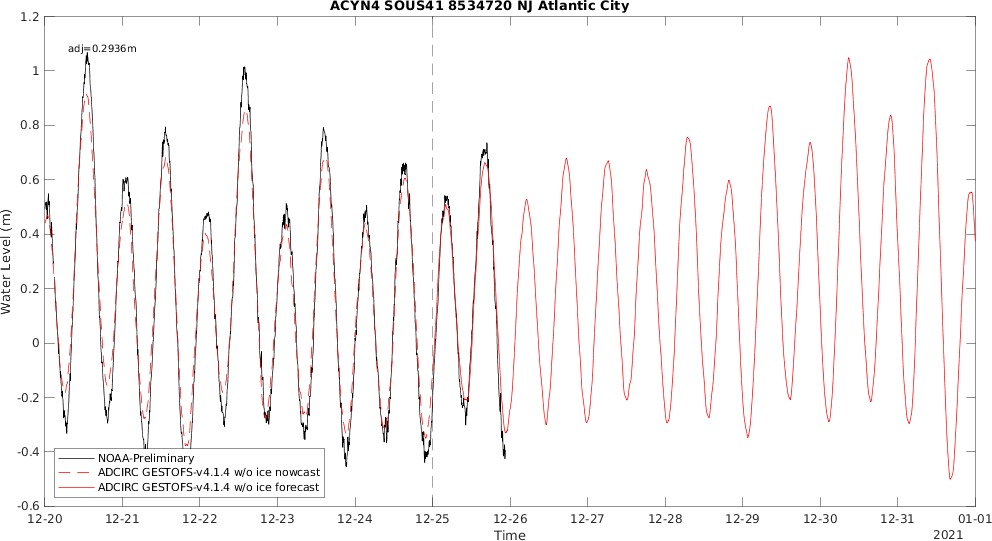 ACYN4 SOUS41 8534720 NJ Atlantic City
adj=0.2936m
1.2
1
0.8
0.6
0.4
0.2
0
-0.2
-0.4
-0.6
Water Level (m)
NOAA-Preliminary
ADCIRC GESTOFS-v4.1.4 w/o ice nowcast
ADCIRC GESTOFS-v4.1.4 w/o ice forecast
12-20 12-21 12-22 12-23 12-24 12-25 12-26 12-27 12-28 12-29 12-30 12-31 01-01
Time
2021